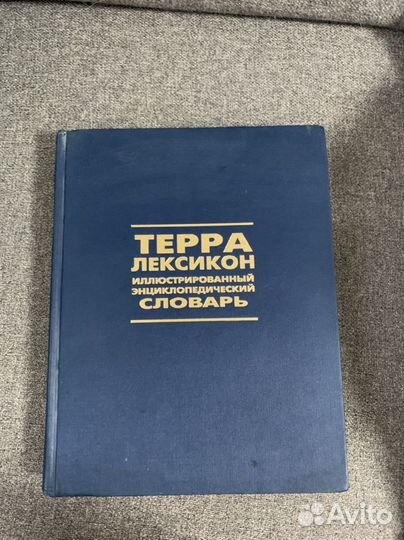 ТЕРРА
ЛЕКСИКОН
ИЛЛЮСТРИРОВАННЫЙ
ЭНЦИКЛОПЕДИЧЕСКИЙ
СЛОВАРЬ
Avito